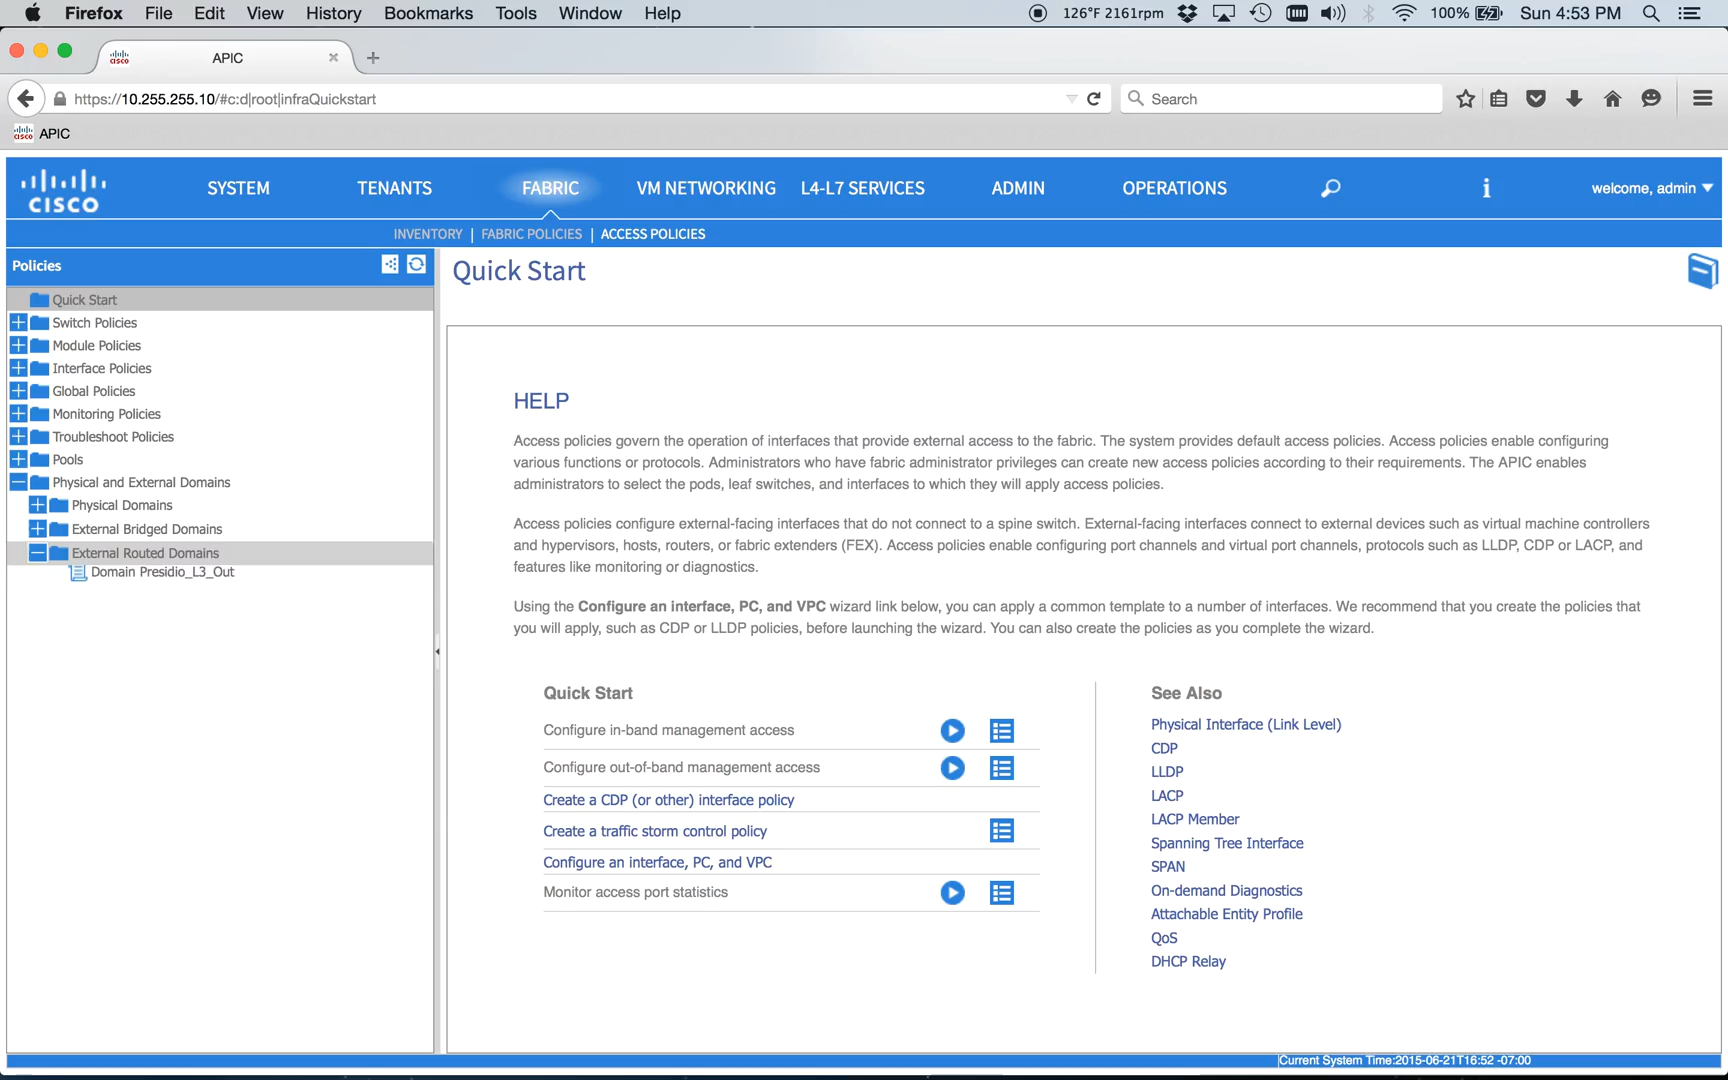 Firefox File Edit View History Bookmarks Tools Window Help 126°F 2161rpm 100% Sun 4:53 PM
cisco APIC
https://10.255.255.10/#c:d|root|infraQuickstart Search
cisco APIC
CISCO SYSTEM TENANTS FABRIC VM NETWORKING L4-L7 SERVICES ADMIN OPERATIONS i welcome, admin
INVENTORY | FABRIC POLICIES | ACCESS POLICIES
Policies
Quick Start
Switch Policies
Module Policies
Interface Policies
Global Policies
Monitoring Policies
Troubleshoot Policies
Pools
Physical and External Domains
Physical Domains
External Bridged Domains
External Routed Domains
Domain Presidio_L3_Out
Quick Start
HELP
Access policies govern the operation of interfaces that provide external access to the fabric. The system provides default access policies. Access policies enable configuring
various functions or protocols. Administrators who have fabric administrator privileges can create new access policies according to their requirements. The APIC enables
administrators to select the pods, leaf switches, and interfaces to which they will apply access policies.
Access policies configure external-facing interfaces that do not connect to a spine switch. External-facing interfaces connect to external devices such as virtual machine controllers
and hypervisors, hosts, routers, or fabric extenders (FEX). Access policies enable configuring port channels and virtual port channels, protocols such as LLDP, CDP or LACP, and
features like monitoring or diagnostics.
Using the Configure an interface, PC, and VPC wizard link below, you can apply a common template to a number of interfaces. We recommend that you create the policies that
you will apply, such as CDP or LLDP policies, before launching the wizard. You can also create the policies as you complete the wizard.
Quick Start
Configure in-band management access
Configure out-of-band management access
Create a CDP (or other) interface policy
Create a traffic storm control policy
Configure an interface, PC, and VPC
Monitor access port statistics
See Also
Physical Interface (Link Level)
CDP
LLDP
LACP
LACP Member
Spanning Tree Interface
SPAN
On-demand Diagnostics
Attachable Entity Profile
QoS
DHCP Relay
Current System Time:2015-06-21T16:52 -07:00